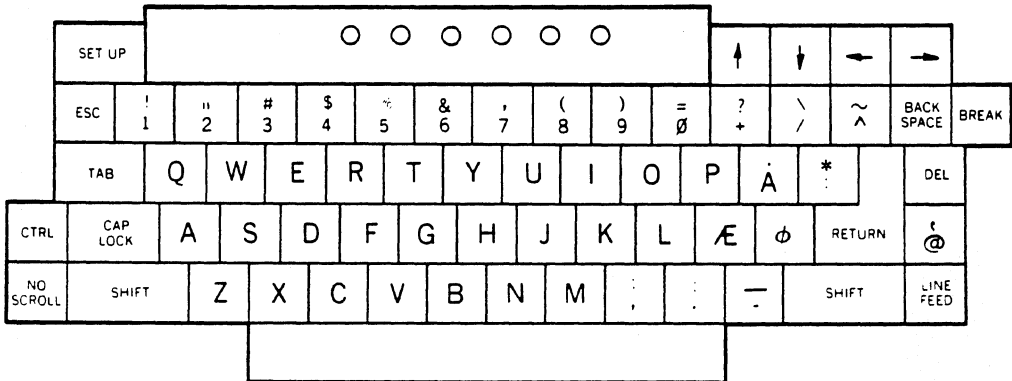 SET UP ↑ ↓ ← →
! " # $ % & ' ( ) = ? \ ~
ESC 1 2 3 4 5 6 7 8 9 Ø + / ^ BACK SPACE BREAK
TAB Q W E R T Y U I O P Å * DEL
CTRL CAP LOCK A S D F G H J K L Æ Ø RETURN @
NO SCROLL SHIFT Z X C V B N M ; , : . — - SHIFT LINE FEED